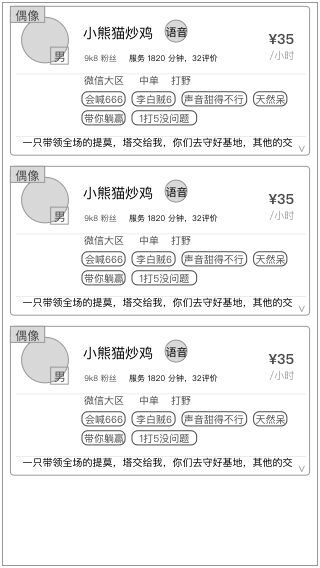 偶像
小熊猫炒鸡 语音
¥35
男 9k8 粉丝 服务 1820 分钟，32评价 /小时
微信大区 中单 打野
会喊666 李白贼6 声音甜得不行 天然呆
带你躺赢 1打5没问题
一只带领全场的提莫，塔交给我，你们去守好基地，其他的交
偶像
小熊猫炒鸡 语音
¥35
男 9k8 粉丝 服务 1820 分钟，32评价 /小时
微信大区 中单 打野
会喊666 李白贼6 声音甜得不行 天然呆
带你躺赢 1打5没问题
一只带领全场的提莫，塔交给我，你们去守好基地，其他的交
偶像
小熊猫炒鸡 语音
¥35
男 9k8 粉丝 服务 1820 分钟，32评价 /小时
微信大区 中单 打野
会喊666 李白贼6 声音甜得不行 天然呆
带你躺赢 1打5没问题
一只带领全场的提莫，塔交给我，你们去守好基地，其他的交